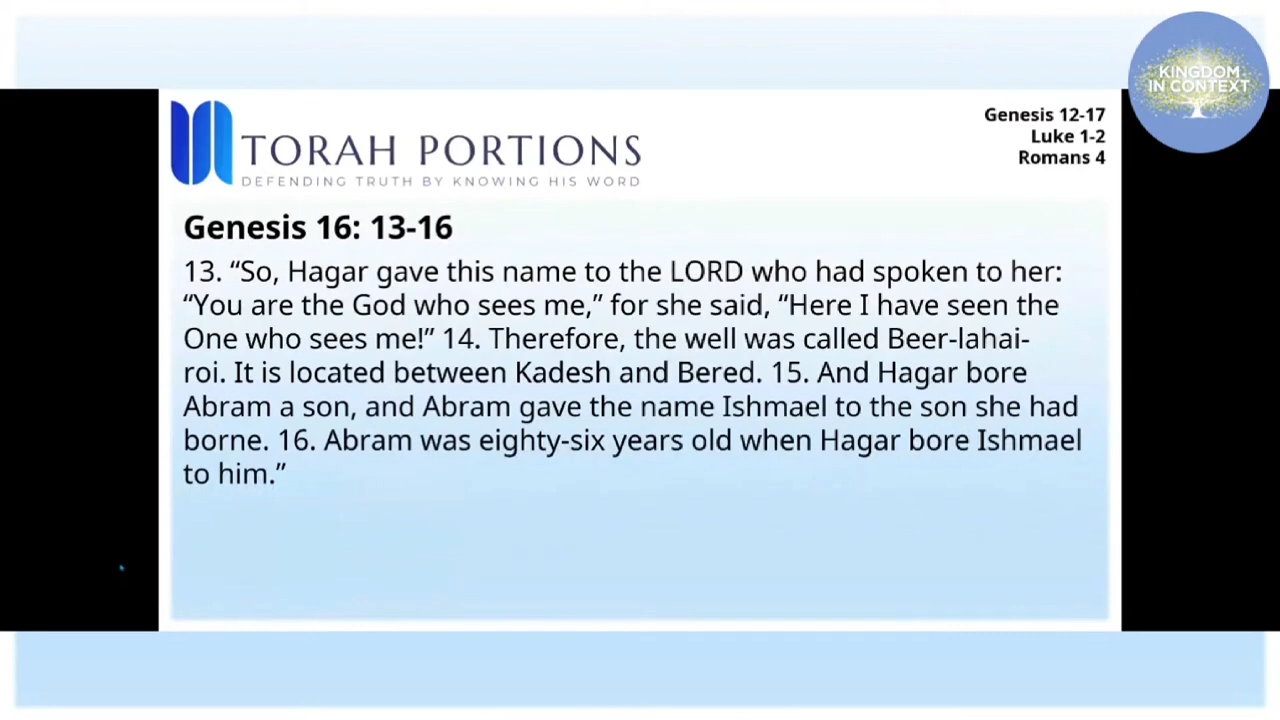 KINGDOM
IN CONTEXT
Genesis 12-17
Luke 1-2
Romans 4
TORAH PORTIONS
DEFENDING TRUTH BY KNOWING HIS WORD
Genesis 16: 13-16
13. “So, Hagar gave this name to the LORD who had spoken to her:
“You are the God who sees me,” for she said, “Here I have seen the
One who sees me!” 14. Therefore, the well was called Beer-lahai-
roi. It is located between Kadesh and Bered. 15. And Hagar bore
Abram a son, and Abram gave the name Ishmael to the son she had
borne. 16. Abram was eighty-six years old when Hagar bore Ishmael
to him.”